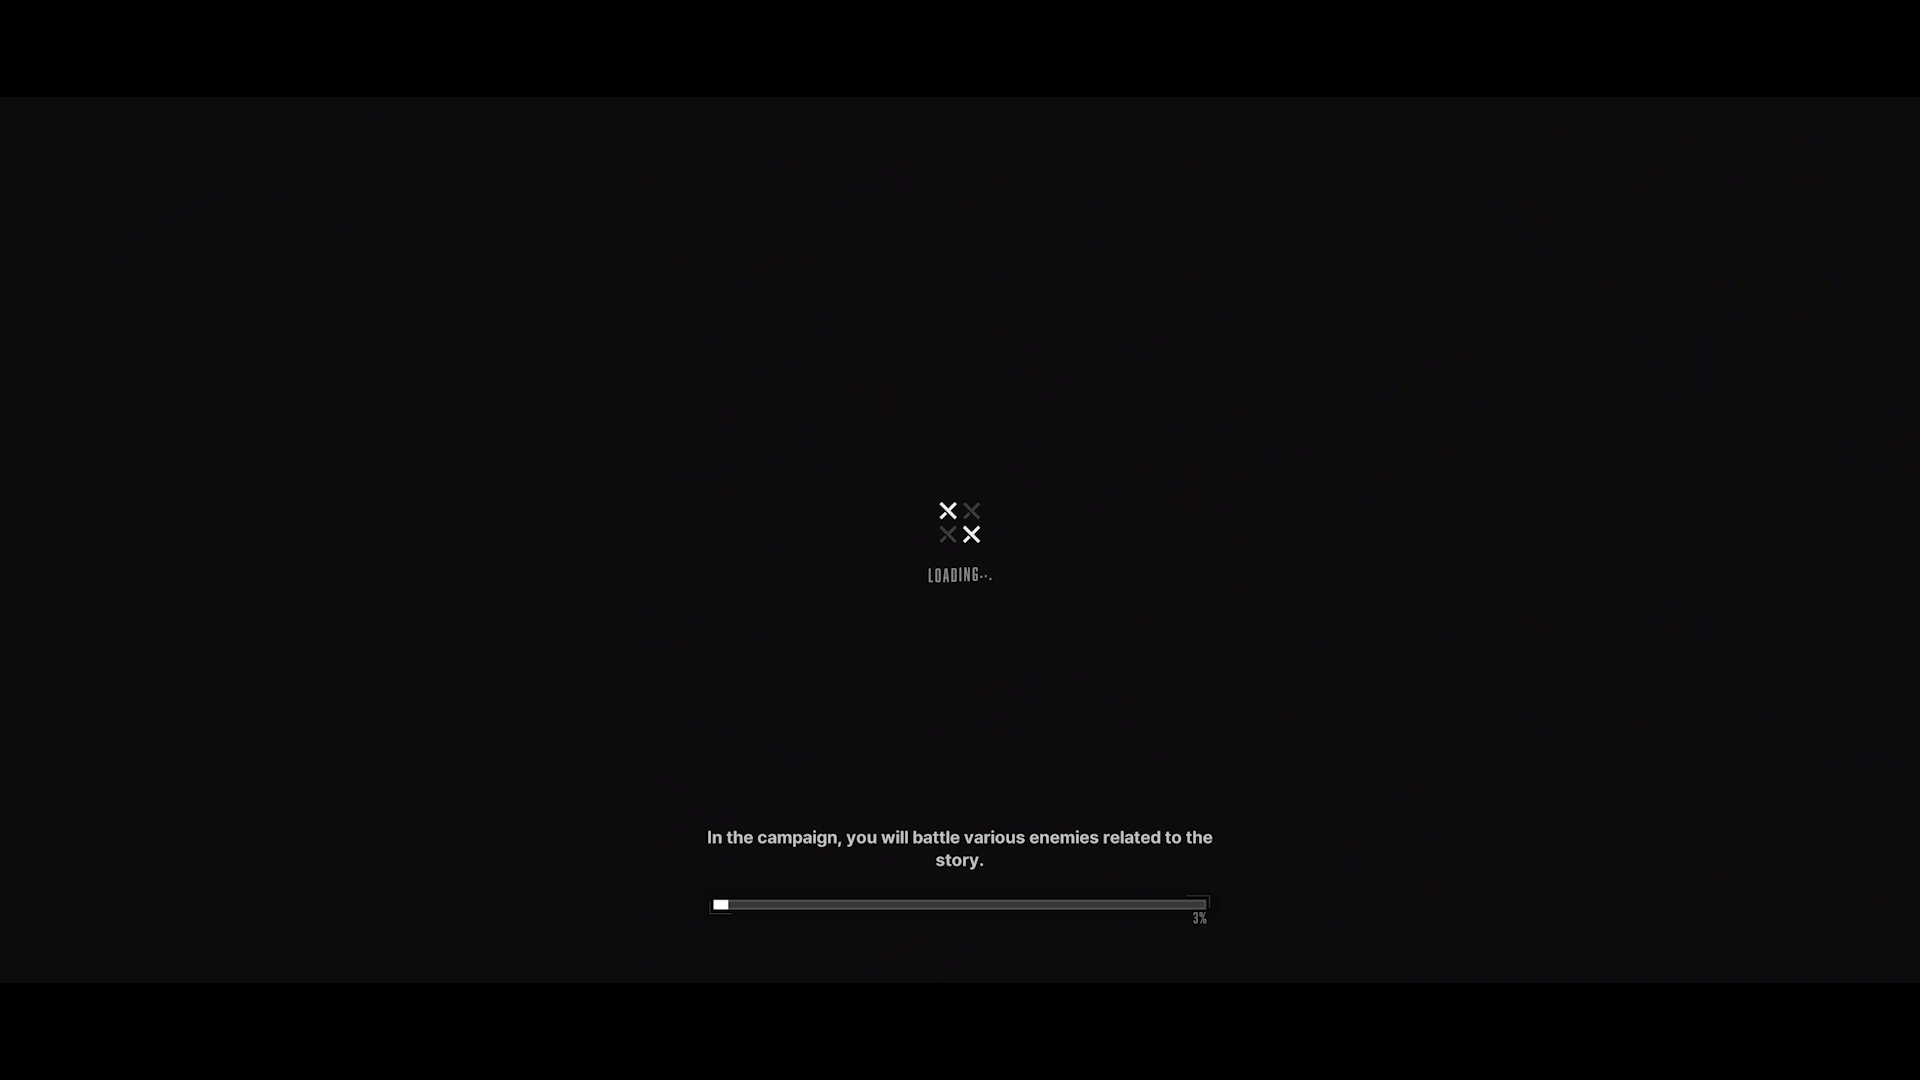 LOADING...
In the campaign, you will battle various enemies related to the
story.
3%